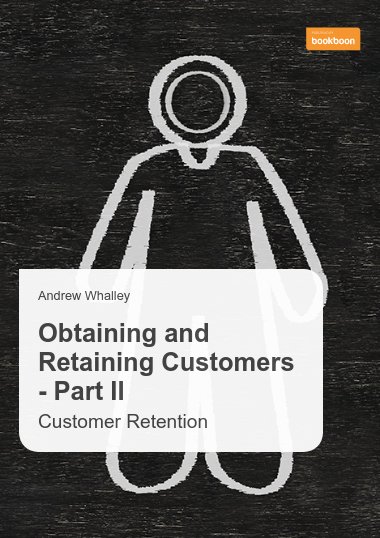 bookboon
Andrew Whalley
Obtaining and
Retaining Customers
- Part II
Customer Retention